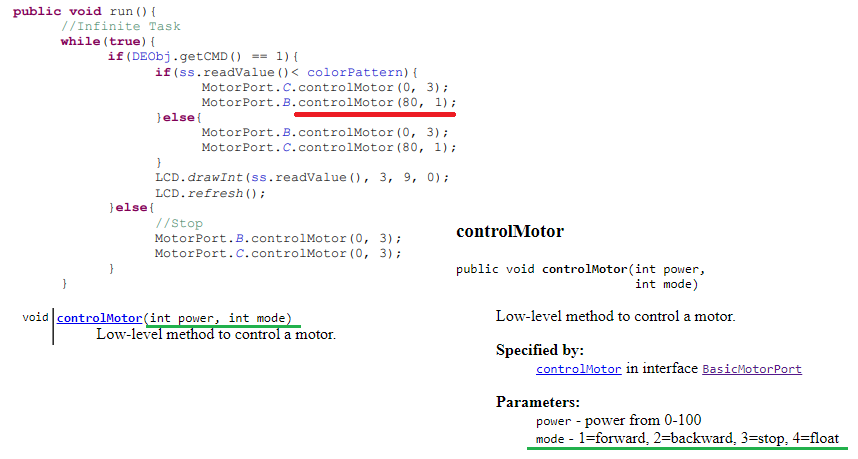 public void run(){
//Infinite Task
while(true){
if(DEObj.getCMD() == 1){
if(ss.readValue()< colorPattern){
MotorPort.C.controlMotor(0, 3);
MotorPort.B.controlMotor(80, 1);
}else{
MotorPort.B.controlMotor(0, 3);
MotorPort.C.controlMotor(80, 1);
}
LCD.drawInt(ss.readValue(), 3, 9, 0);
LCD.refresh();
}else{
//Stop
MotorPort.B.controlMotor(0, 3);
MotorPort.C.controlMotor(0, 3);
}
}
void controlMotor(int power, int mode)
Low-level method to control a motor.
controlMotor
public void controlMotor(int power,
int mode)
Low-level method to control a motor.
Specified by:
controlMotor in interface BasicMotorPort
Parameters:
power - power from 0-100
mode - 1=forward, 2=backward, 3=stop, 4=float